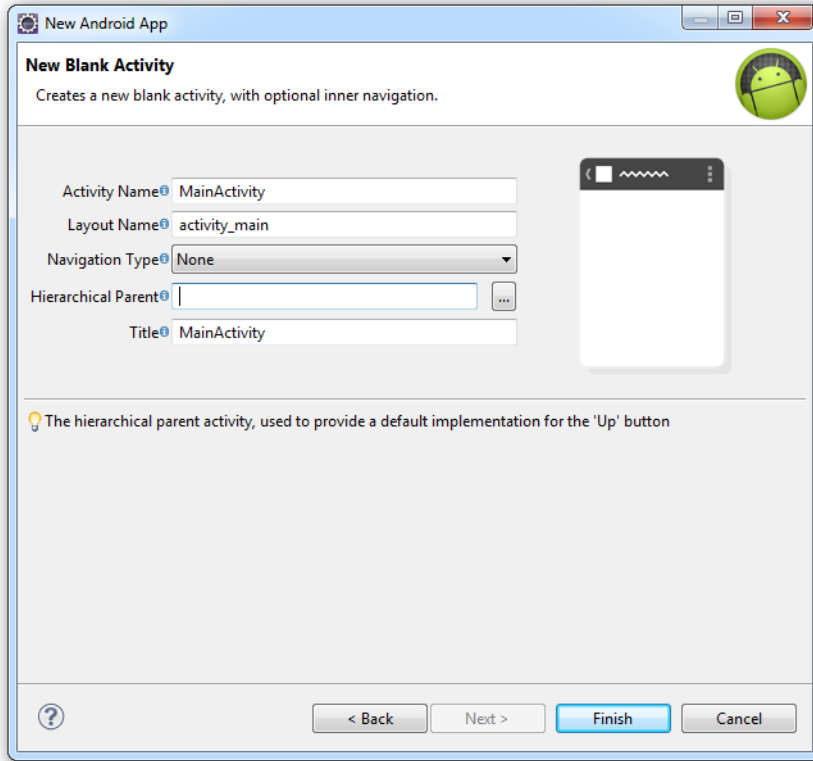 New Android App
New Blank Activity
Creates a new blank activity, with optional inner navigation.
Activity Name MainActivity
Layout Name activity_main
Navigation Type None
Hierarchical Parent ...
Title MainActivity
The hierarchical parent activity, used to provide a default implementation for the 'Up' button
? < Back Next > Finish Cancel